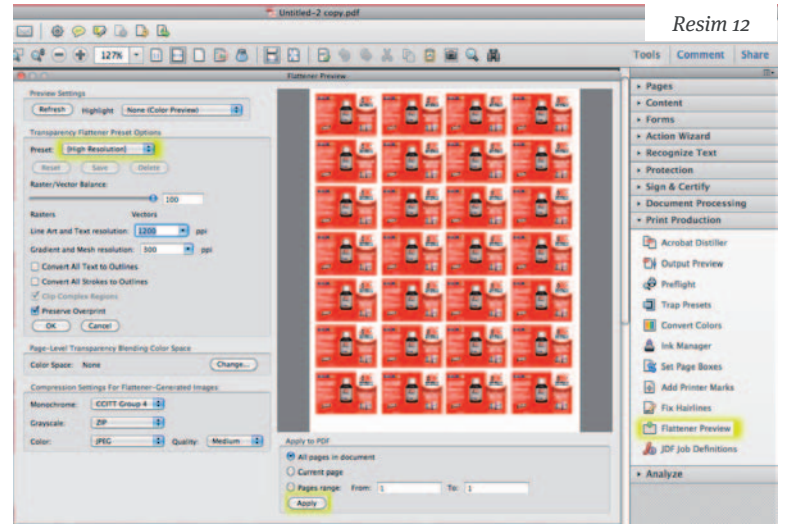 Untitled-2 copy.pdf
Resim 12
127%
Tools Comment Share
Flattener Preview
Preview Settings
Refresh Highlight None (Color Preview)
Transparency Flattener Preset Options
Preset: [High Resolution]
Reset Save Delete
Raster/Vector Balance:
100
Rasters Vectors
Line Art and Text resolution: 1200 ppi
Gradient and Mesh resolution: 300 ppi
Convert All Text to Outlines
Convert All Strokes to Outlines
Clip Complex Regions
Preserve Overprint
OK Cancel
Page-Level Transparency Blending Color Space
Color Space: None Change...
Compression Settings For Flattener-Generated Images:
Monochrome: CCITT Group 4
Grayscale: ZIP
Color: JPEG Quality: Medium
Apply to PDF
All pages in document
Current page
Pages range: From: 1 To: 1
Apply
Pages
Content
Forms
Action Wizard
Recognize Text
Protection
Sign & Certify
Document Processing
Print Production
Acrobat Distiller
Output Preview
Preflight
Trap Presets
Convert Colors
Ink Manager
Set Page Boxes
Add Printer Marks
Fix Hairlines
Flattener Preview
JDF Job Definitions
Analyze